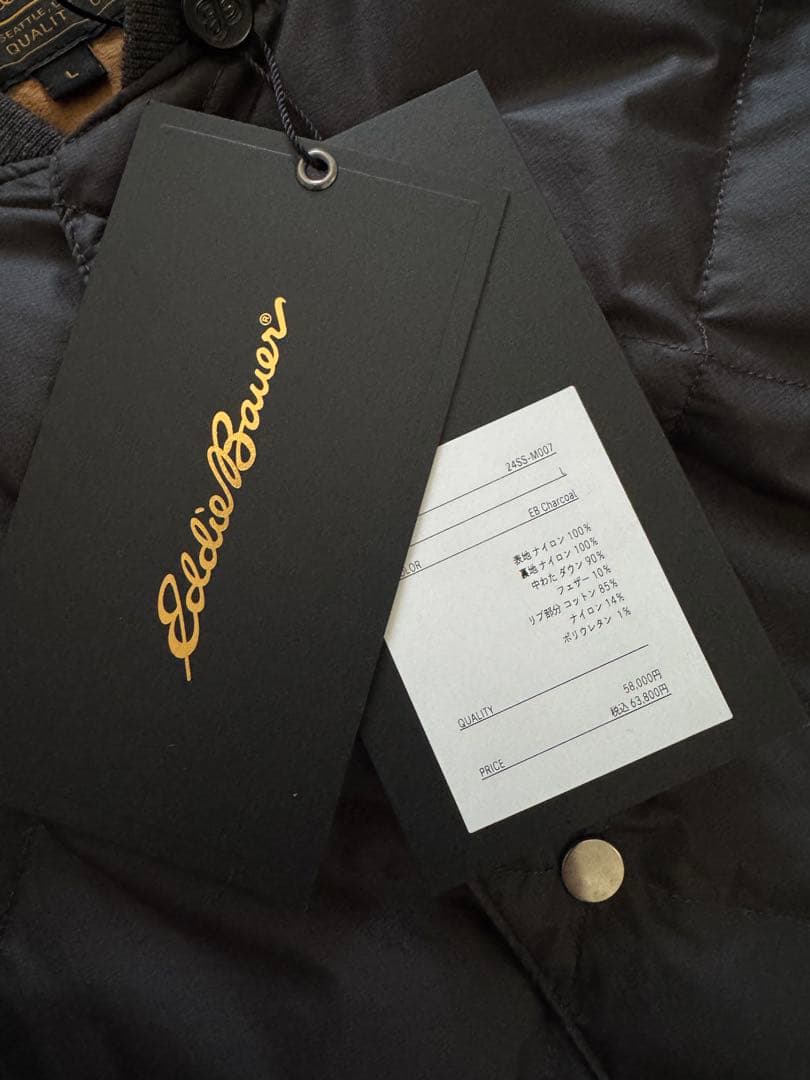 SEATTLE,
QUALIT
L
Eddie Bauer®
24SS-M007
L
EB Charcoal
OLOR
表地 ナイロン 100%
裏地 ナイロン 100%
中わた ダウン 90%
フェザー 10%
リブ部分 コットン 85%
ナイロン 14%
ポリウレタン 1%
QUALITY
58,000円
税込 63,800円
PRICE